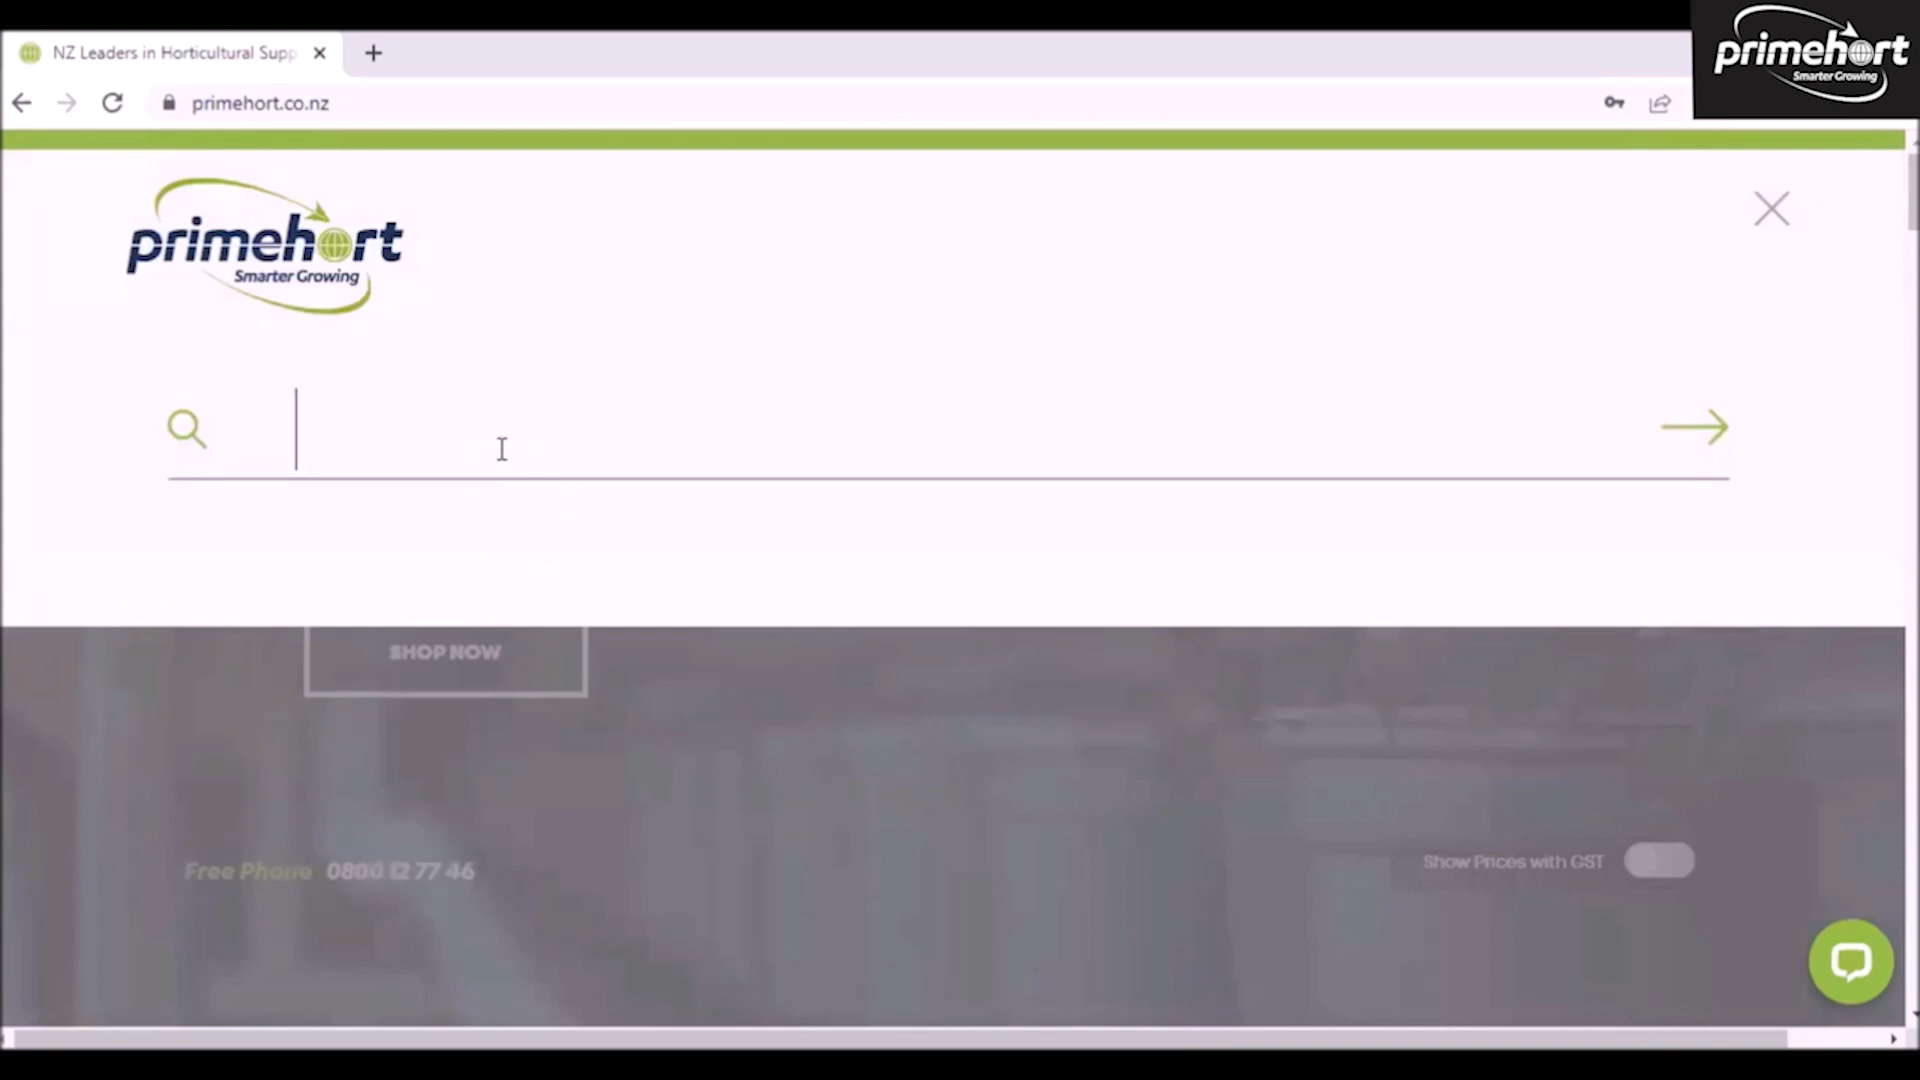 NZ Leaders in Horticultural Supp
primehort
Smarter Growing
primehort.co.nz
primehort
Smarter Growing
SHOP NOW
Free Phone 0800 12 77 46
Show Prices with GST